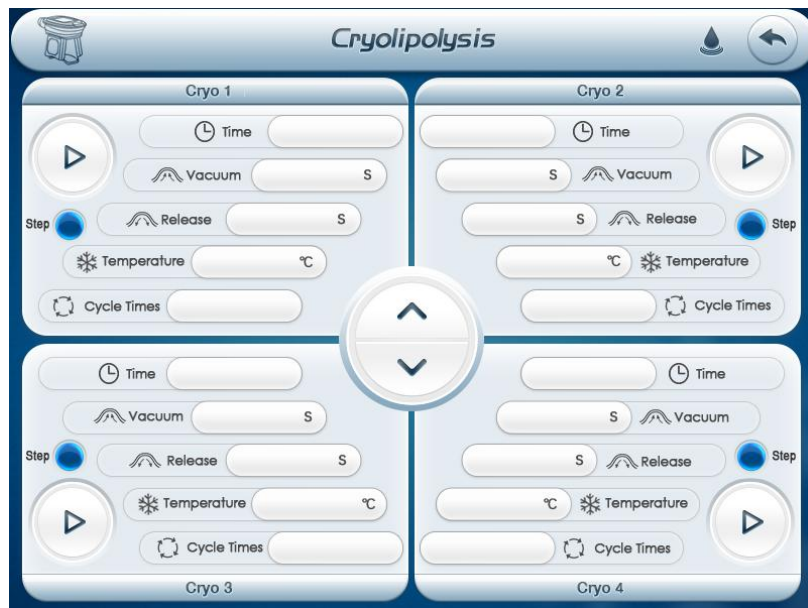 Cryolipolysis
Cryo 1
Time
Vacuum S
Step Release S
Temperature °C
Cycle Times
Cryo 2
Time
S Vacuum
S Release Step
°C Temperature
Cycle Times
Time
Vacuum S
Step Release S
Temperature °C
Cycle Times
Cryo 3
Time
S Vacuum
S Release Step
°C Temperature
Cycle Times
Cryo 4